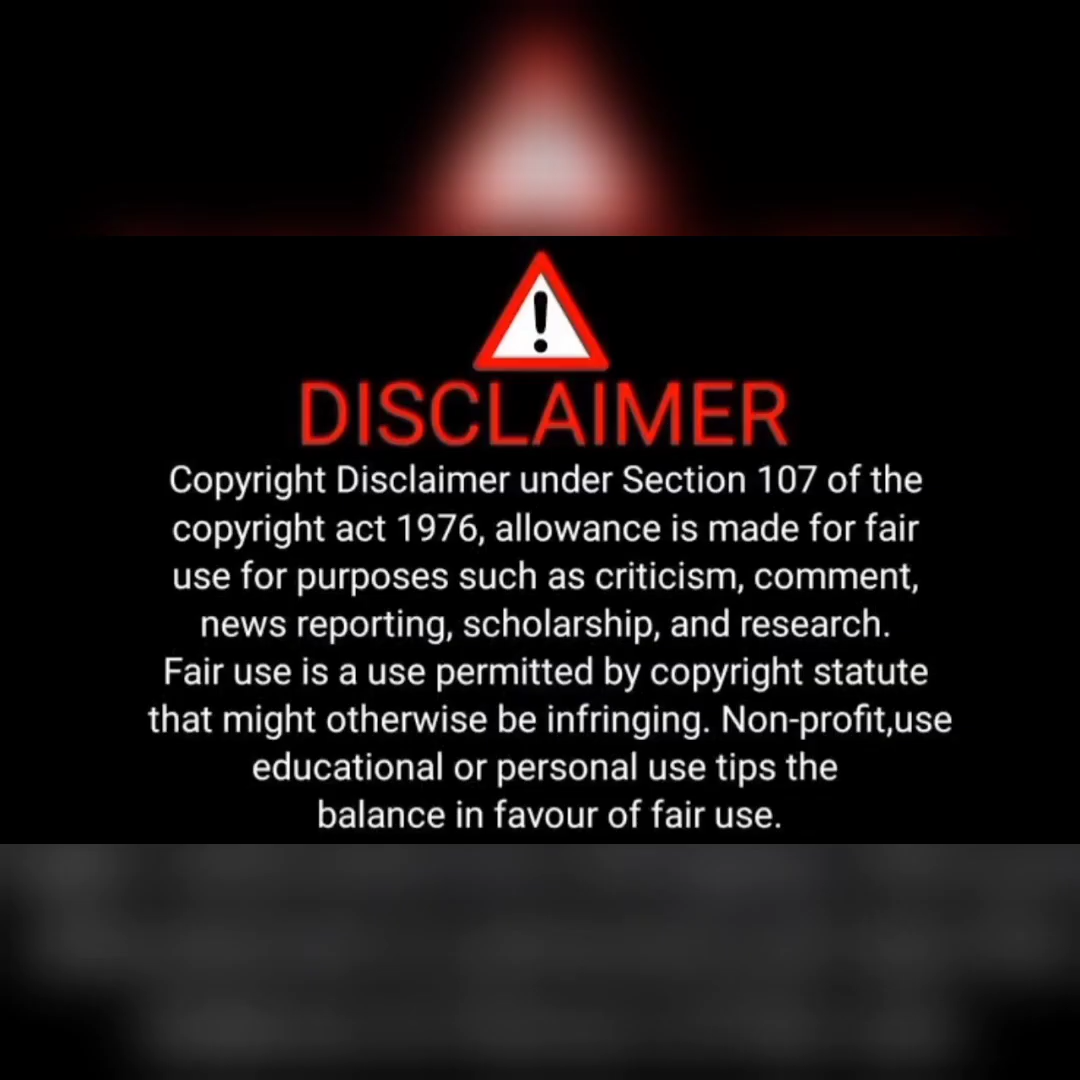 DISCLAIMER
Copyright Disclaimer under Section 107 of the
copyright act 1976, allowance is made for fair
use for purposes such as criticism, comment,
news reporting, scholarship, and research.
Fair use is a use permitted by copyright statute
that might otherwise be infringing. Non-profit,use
educational or personal use tips the
balance in favour of fair use.